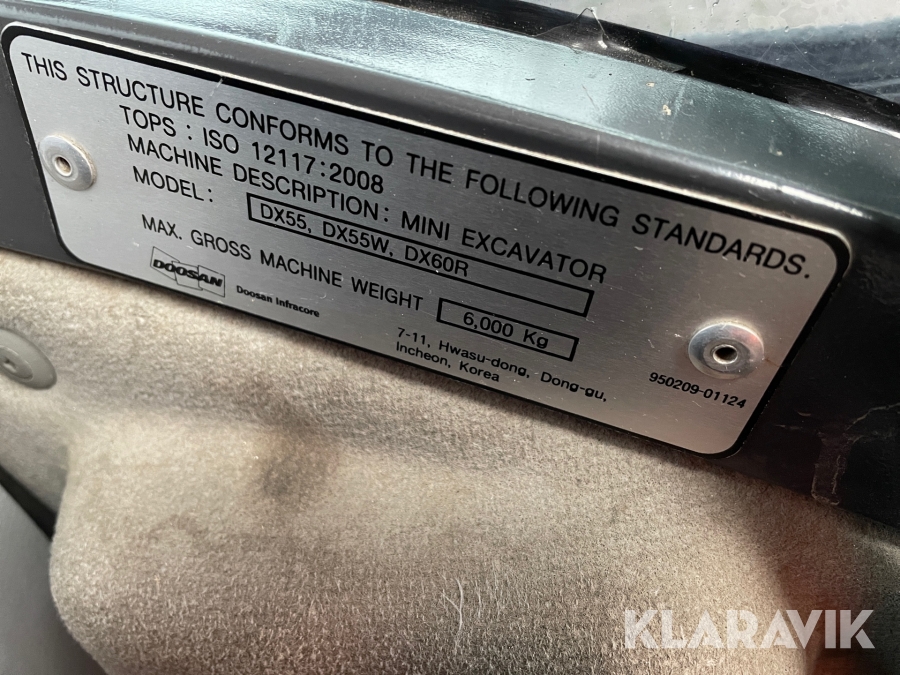 THIS STRUCTURE CONFORMS TO THE FOLLOWING STANDARDS.
TOPS : ISO 12117:2008
MACHINE DESCRIPTION: MINI EXCAVATOR
MODEL: DX55, DX55W, DX60R
MAX. GROSS MACHINE WEIGHT 6,000 Kg
DOOSAN Doosan Infracore
7-11, Hwasu-dong, Dong-gu,
Incheon, Korea
950209-01124
KLARAVIK